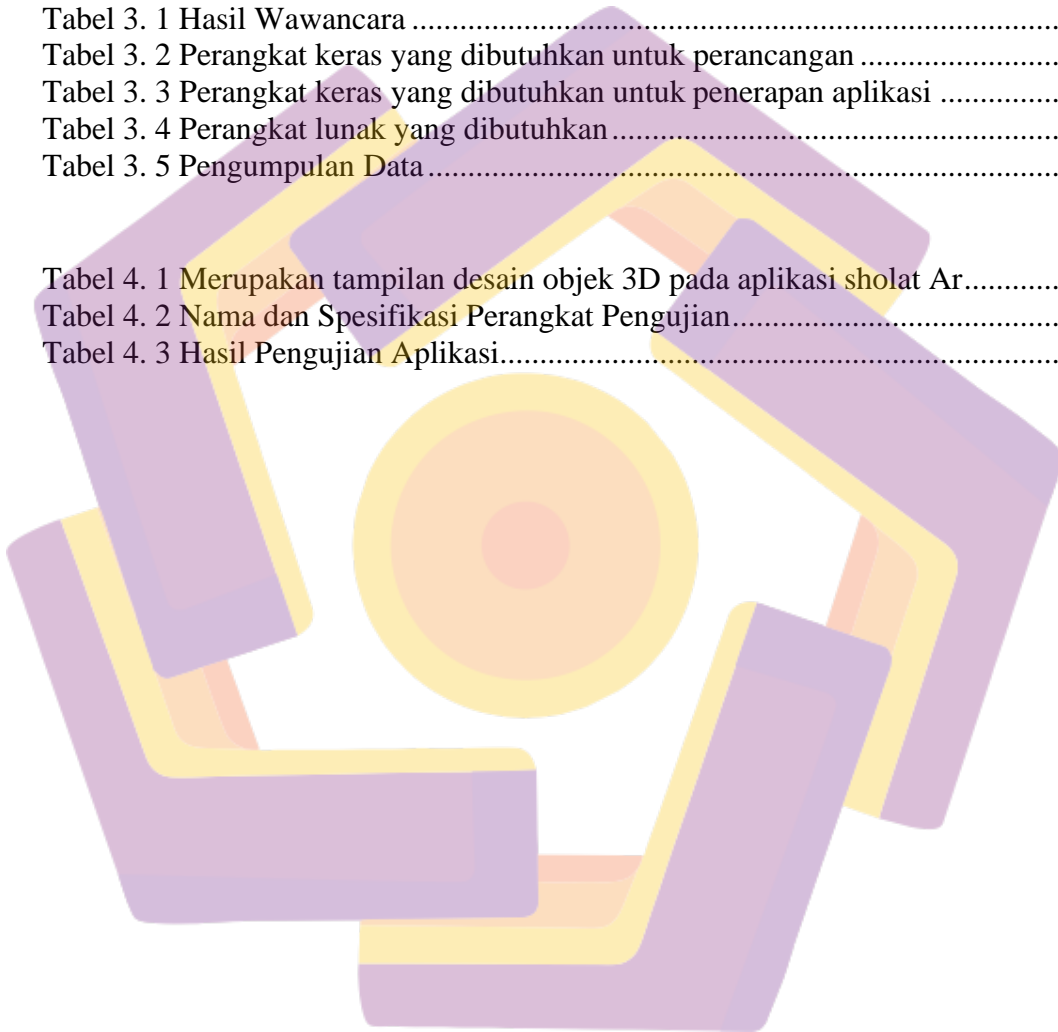 Tabel 3. 1 Hasil Wawancara ..........................................................................
Tabel 3. 2 Perangkat keras yang dibutuhkan untuk perancangan .........................
Tabel 3. 3 Perangkat keras yang dibutuhkan untuk penerapan aplikasi ...............
Tabel 3. 4 Perangkat lunak yang dibutuhkan.........................................................
Tabel 3. 5 Pengumpulan Data................................................................................
Tabel 4. 1 Merupakan tampilan desain objek 3D pada aplikasi sholat Ar............
Tabel 4. 2 Nama dan Spesifikasi Perangkat Pengujian.........................................
Tabel 4. 3 Hasil Pengujian Aplikasi.......................................................................